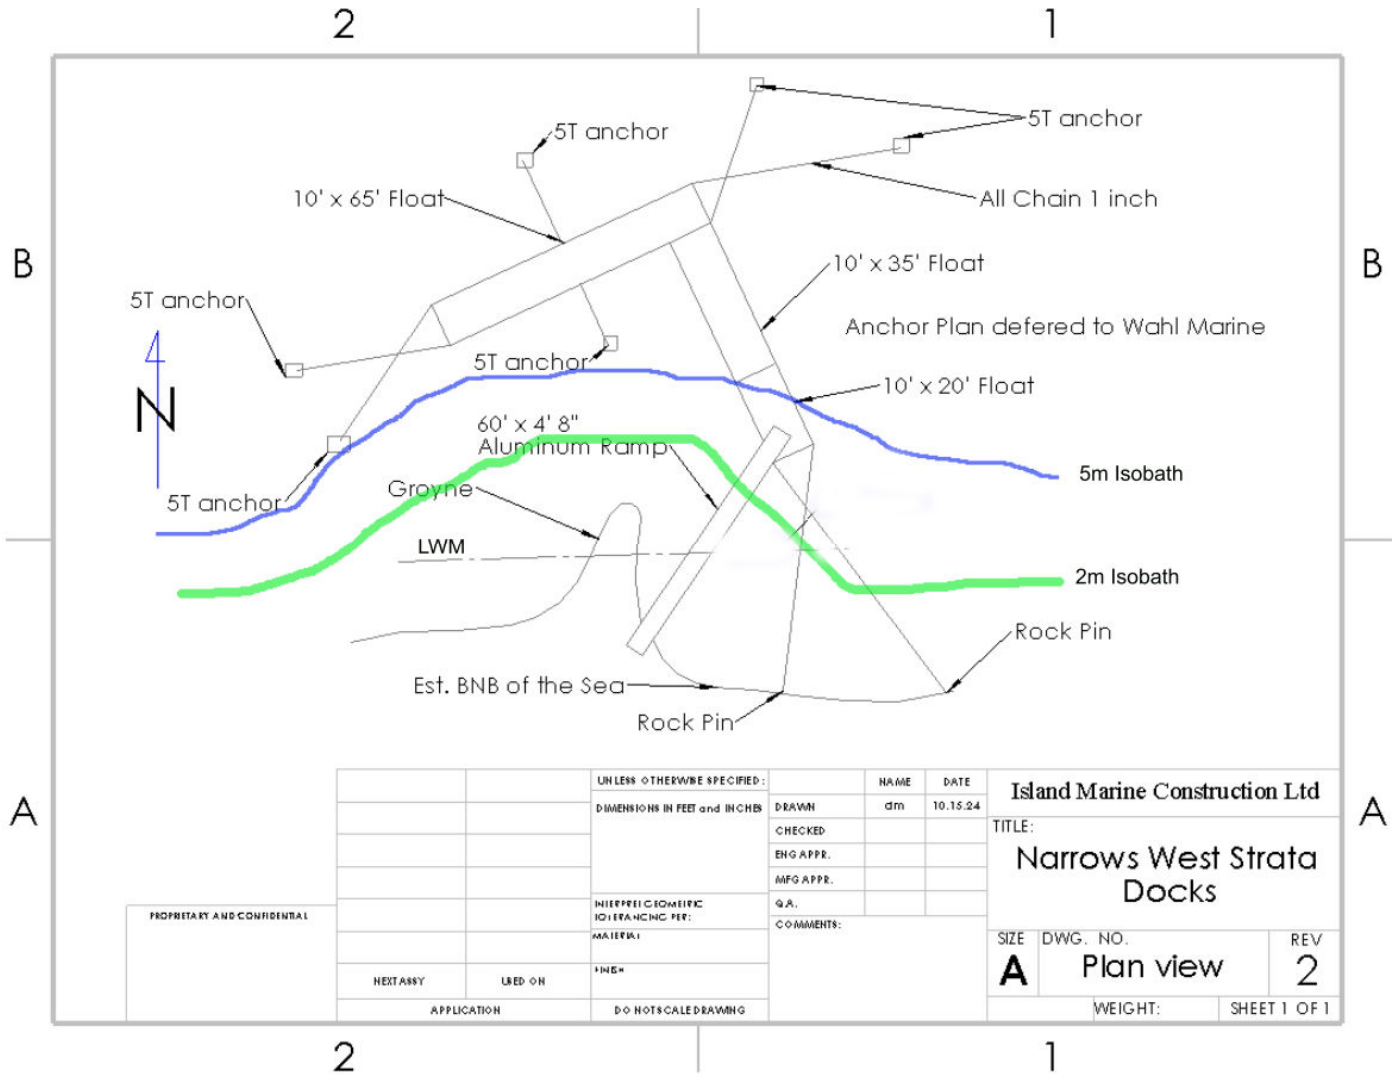 2
1
5T anchor
5T anchor
10' x 65' Float
All Chain 1 inch
B
B
10' x 35' Float
5T anchor
Anchor Plan defered to Wahl Marine
5T anchor
10' x 20' Float
N
60' x 4' 8"
Aluminum Ramp
5m Isobath
Groyne
5T anchor
LWM
2m Isobath
Rock Pin
Est. BNB of the Sea
Rock Pin
A
A
UNLESS OTHERWISE SPECIFIED:
DIMENSIONS IN FEET and INCHES
INTERPRET GEOMETRIC
TOLERANCING PER:
MATERIAL
FINISH
NEXT ASSY
USED ON
APPLICATION
DO NOT SCALE DRAWING
PROPRIETARY AND CONFIDENTIAL
NAME
DATE
DRAWN
dm
10.15.24
CHECKED
ENG APPR.
MFG APPR.
Q.A.
COMMENTS:
Island Marine Construction Ltd
TITLE:
Narrows West Strata
Docks
SIZE
A
DWG. NO.
Plan view
REV
2
WEIGHT:
SHEET 1 OF 1
2
1